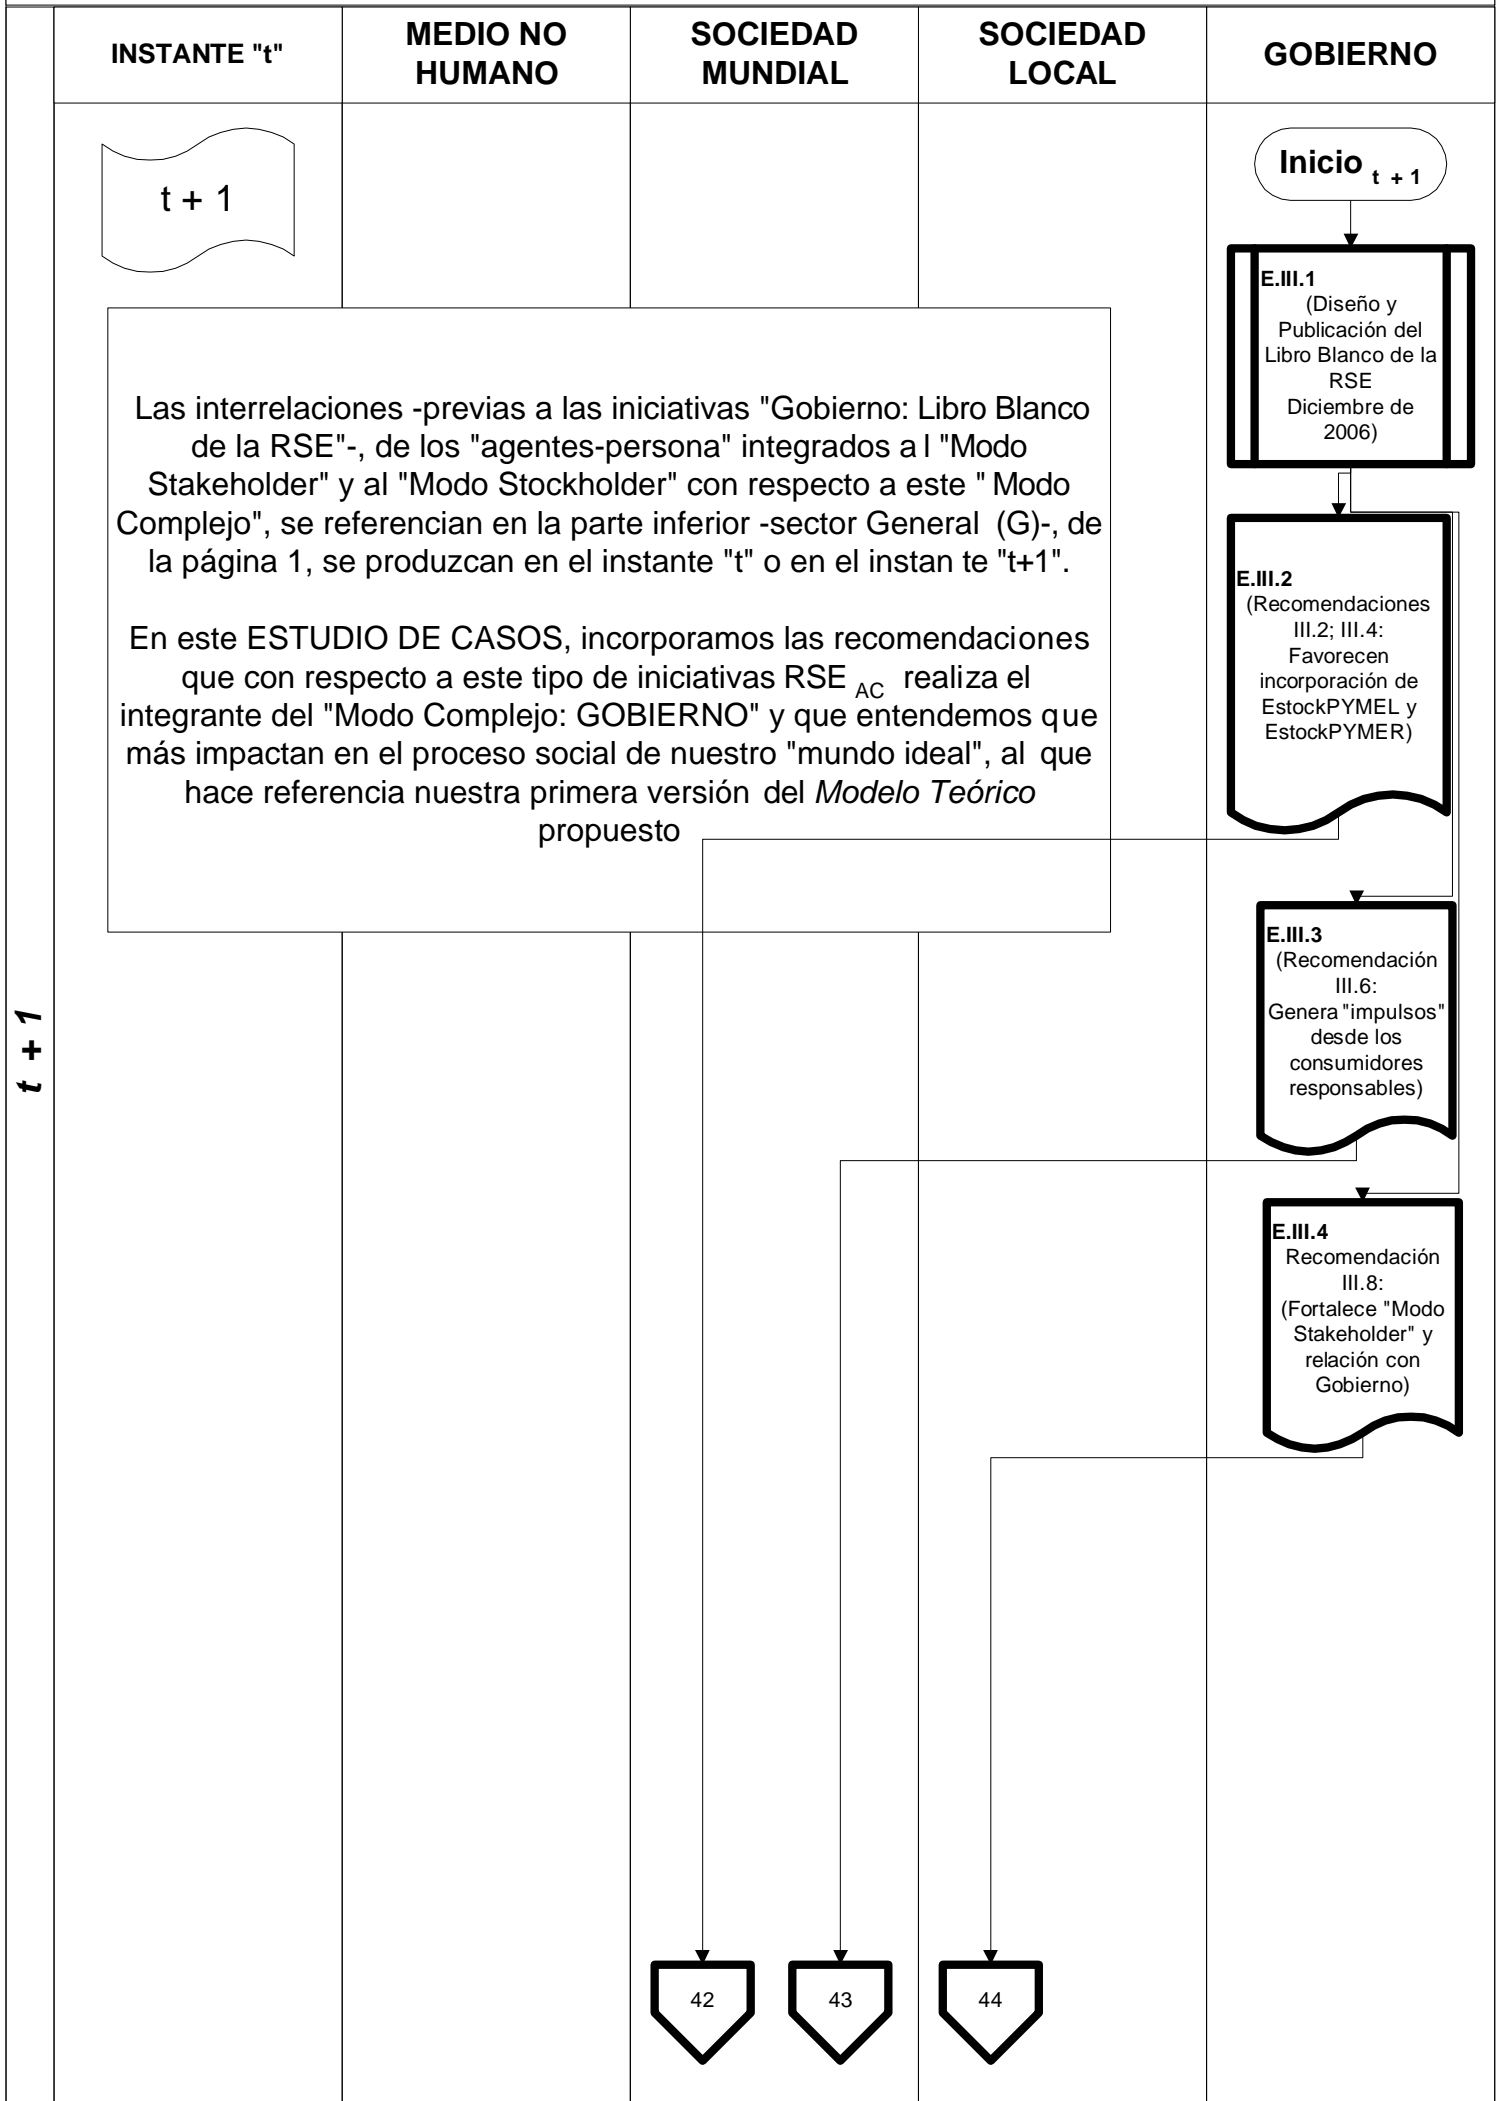 INSTANTE "t"
MEDIO NO
HUMANO
SOCIEDAD
MUNDIAL
SOCIEDAD
LOCAL
GOBIERNO
t + 1
t + 1
Inicio t + 1
E.III.1
(Diseño y
Publicación del
Libro Blanco de la
RSE
Diciembre de
2006)
Las interrelaciones -previas a las iniciativas "Gobierno: Libro Blanco
de la RSE"-, de los "agentes-persona" integrados a l "Modo
Stakeholder" y al "Modo Stockholder" con respecto a este " Modo
Complejo", se referencian en la parte inferior -sector General (G)-, de
la página 1, se produzcan en el instante "t" o en el instan te "t+1".
En este ESTUDIO DE CASOS, incorporamos las recomendaciones
que con respecto a este tipo de iniciativas RSE AC realiza el
integrante del "Modo Complejo: GOBIERNO" y que entendemos que
más impactan en el proceso social de nuestro "mundo ideal", al que
hace referencia nuestra primera versión del Modelo Teórico
propuesto
E.III.2
(Recomendaciones
III.2; III.4:
Favorecen
incorporación de
EstockPYMEL y
EstockPYMER)
E.III.3
(Recomendación
III.6:
Genera "impulsos"
desde los
consumidores
responsables)
E.III.4
Recomendación
III.8:
(Fortalece "Modo
Stakeholder" y
relación con
Gobierno)
42
43
44